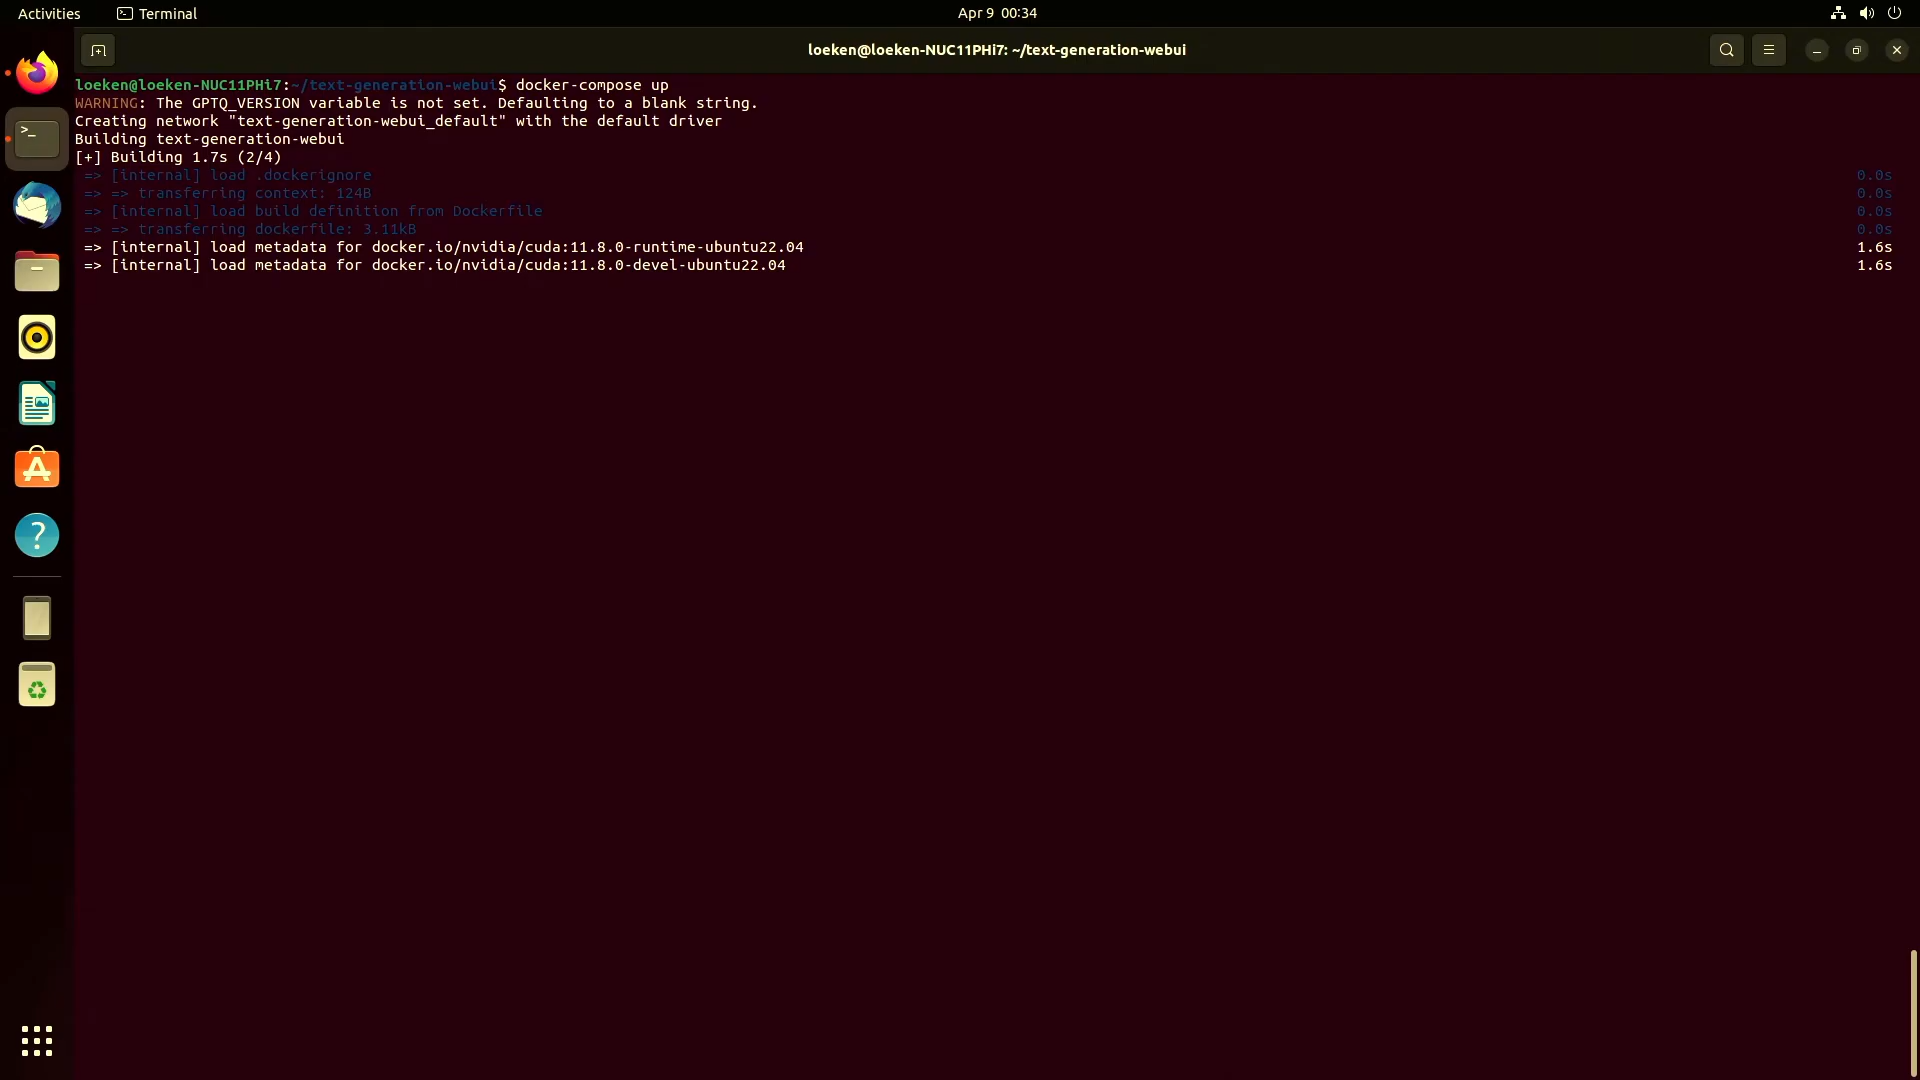 Activities
Terminal
Apr 9 00:34
loeken@loeken-NUC11PHi7: ~/text-generation-webui
loeken@loeken-NUC11PHi7:~/text-generation-webui$ docker-compose up
WARNING: The GPTQ_VERSION variable is not set. Defaulting to a blank string.
Creating network "text-generation-webui_default" with the default driver
Building text-generation-webui
[+] Building 1.7s (2/4)
=> [internal] load .dockerignore 0.0s
=> => transferring context: 124B 0.0s
=> [internal] load build definition from Dockerfile 0.0s
=> => transferring dockerfile: 3.11kB 0.0s
=> [internal] load metadata for docker.io/nvidia/cuda:11.8.0-runtime-ubuntu22.04 1.6s
=> [internal] load metadata for docker.io/nvidia/cuda:11.8.0-devel-ubuntu22.04 1.6s